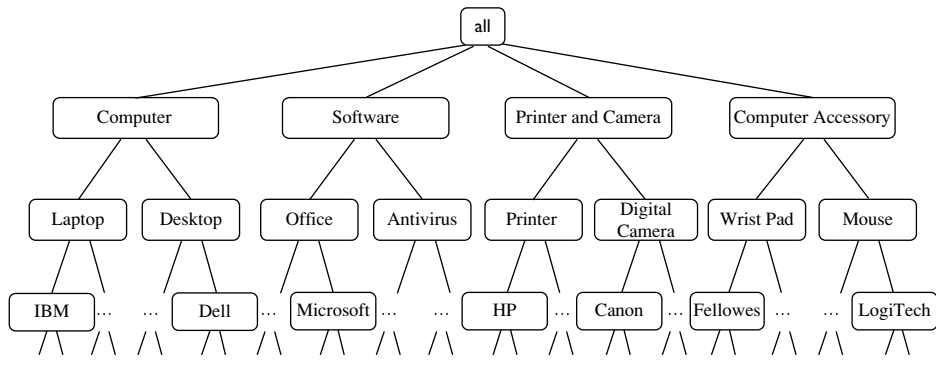 all
Computer
Software
Printer and Camera
Computer Accessory
Laptop
Desktop
Office
Antivirus
Printer
Digital
Camera
Wrist Pad
Mouse
IBM
...
...
Dell
...
Microsoft
...
...
HP
...
Canon
...
Fellowes
...
...
LogiTech